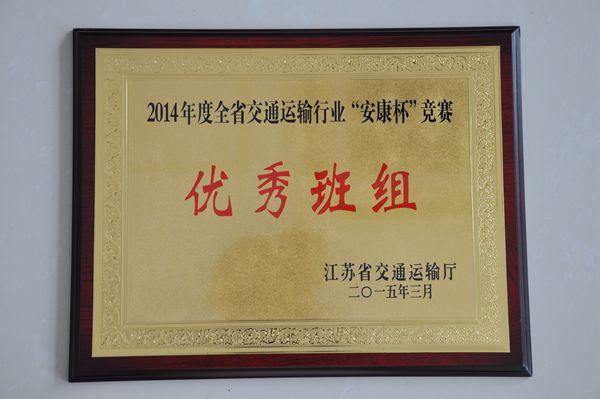 2014年度全省交通运输行业“安康杯”竞赛
优秀班组
江苏省交通运输厅
二〇一五年三月